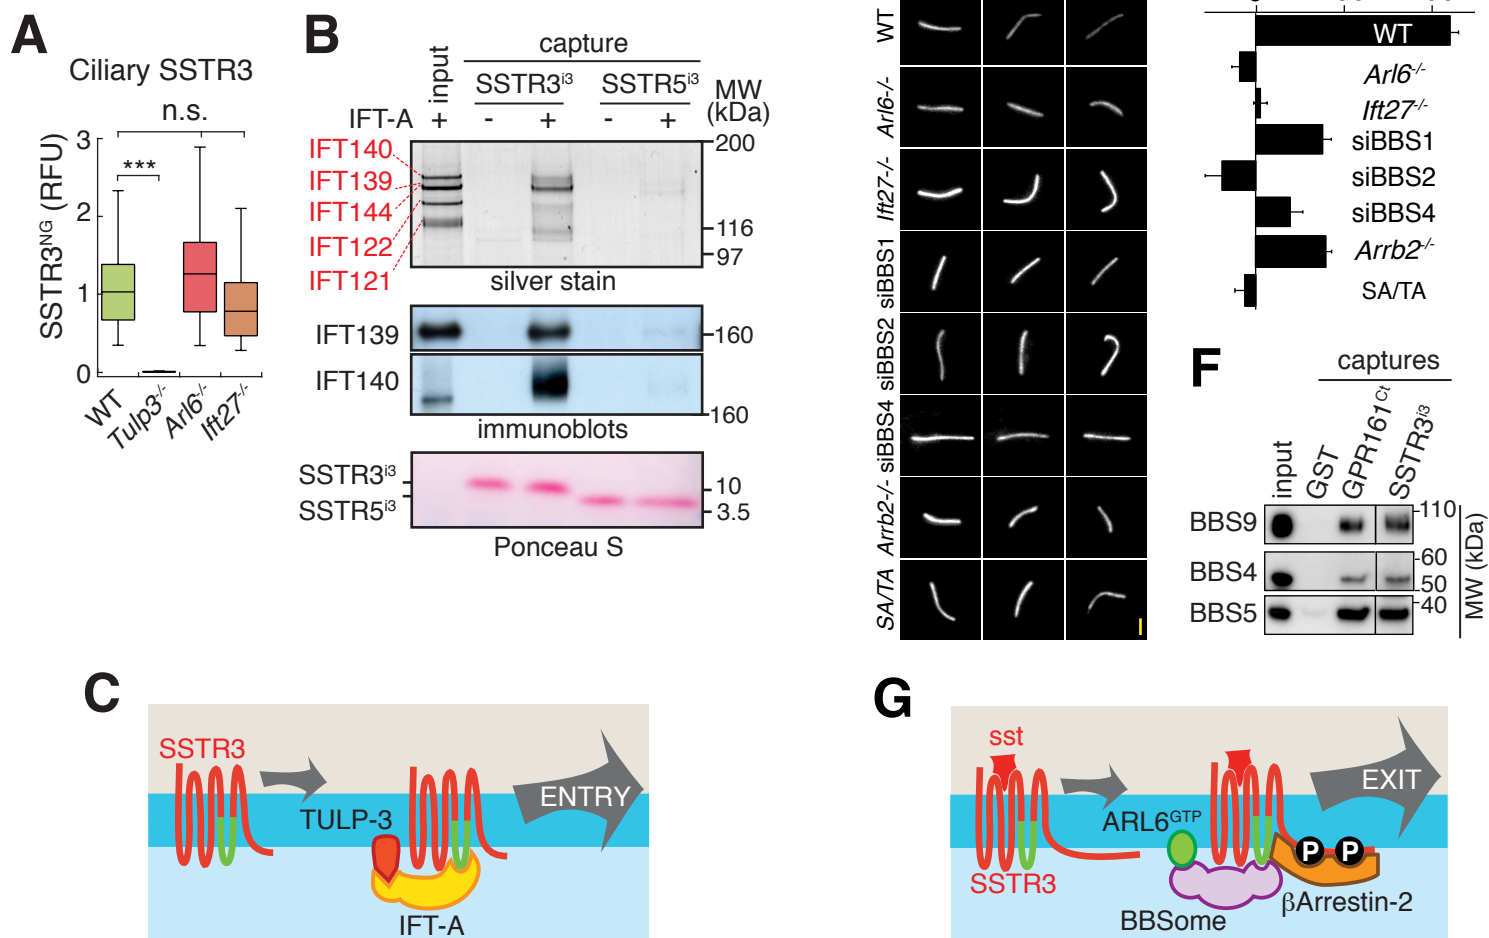 A
Ciliary SSTR3
n.s.
***
SSTR3NG (RFU)
3
2
1
0
WT
Tulp3-/-
Arl6-/-
Ift27-/-
B
capture
input
SSTR3i3
SSTR5i3
MW
(kDa)
IFT-A
+
-
+
-
+
IFT140
IFT139
IFT144
IFT122
IFT121
200
116
97
silver stain
IFT139
160
IFT140
160
immunoblots
SSTR3i3
SSTR5i3
10
3.5
Ponceau S
WT
Arl6-/-
Ift27-/-
siBBS1
siBBS2
siBBS4
Arrb2-/-
SA/TA
WT
Arl6-/-
Ift27-/-
siBBS1
siBBS2
siBBS4
Arrb2-/-
SA/TA
F
captures
input
GST
GPR161Ct
SSTR3i3
BBS9
BBS4
BBS5
110
60
50
40
MW (kDa)
C
SSTR3
TULP-3
IFT-A
ENTRY
G
sst
SSTR3
ARL6GTP
BBSome
P
P
βArrestin-2
EXIT